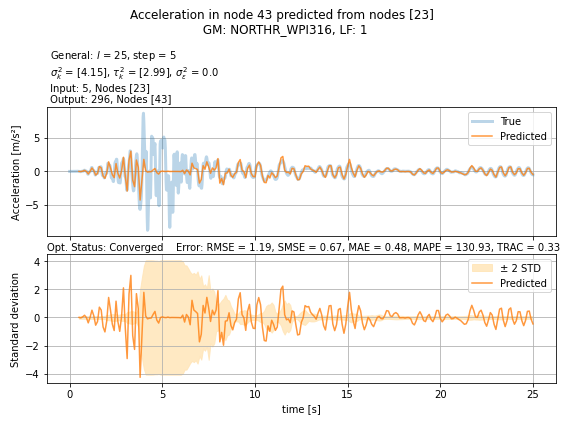 Acceleration in node 43 predicted from nodes [23]
GM: NORTHR_WPI316, LF: 1
General: l = 25, step = 5
σ²ₖ = [4.15], τ²ₖ = [2.99], σ²ε = 0.0
Input: 5, Nodes [23]
Output: 296, Nodes [43]
Acceleration [m/s²]
5
0
−5
True
Predicted
Opt. Status: Converged Error: RMSE = 1.19, SMSE = 0.67, MAE = 0.48, MAPE = 130.93, TRAC = 0.33
Standard deviation
4
2
0
−2
−4
± 2 STD
Predicted
0 5 10 15 20 25
time [s]